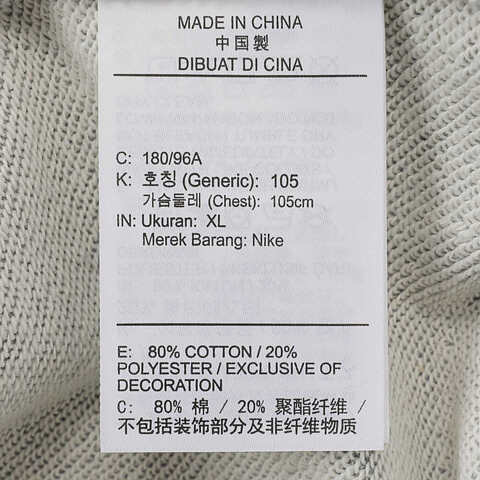 MADE IN CHINA
中国製
DIBUAT DI CINA
C: 180/96A
K: 호칭 (Generic): 105
가슴둘레 (Chest): 105cm
IN: Ukuran: XL
Merek Barang: Nike
E: 80% COTTON / 20%
POLYESTER / EXCLUSIVE OF
DECORATION
C: 80% 棉 / 20% 聚酯纤维 /
不包括装饰部分及非纤维物质